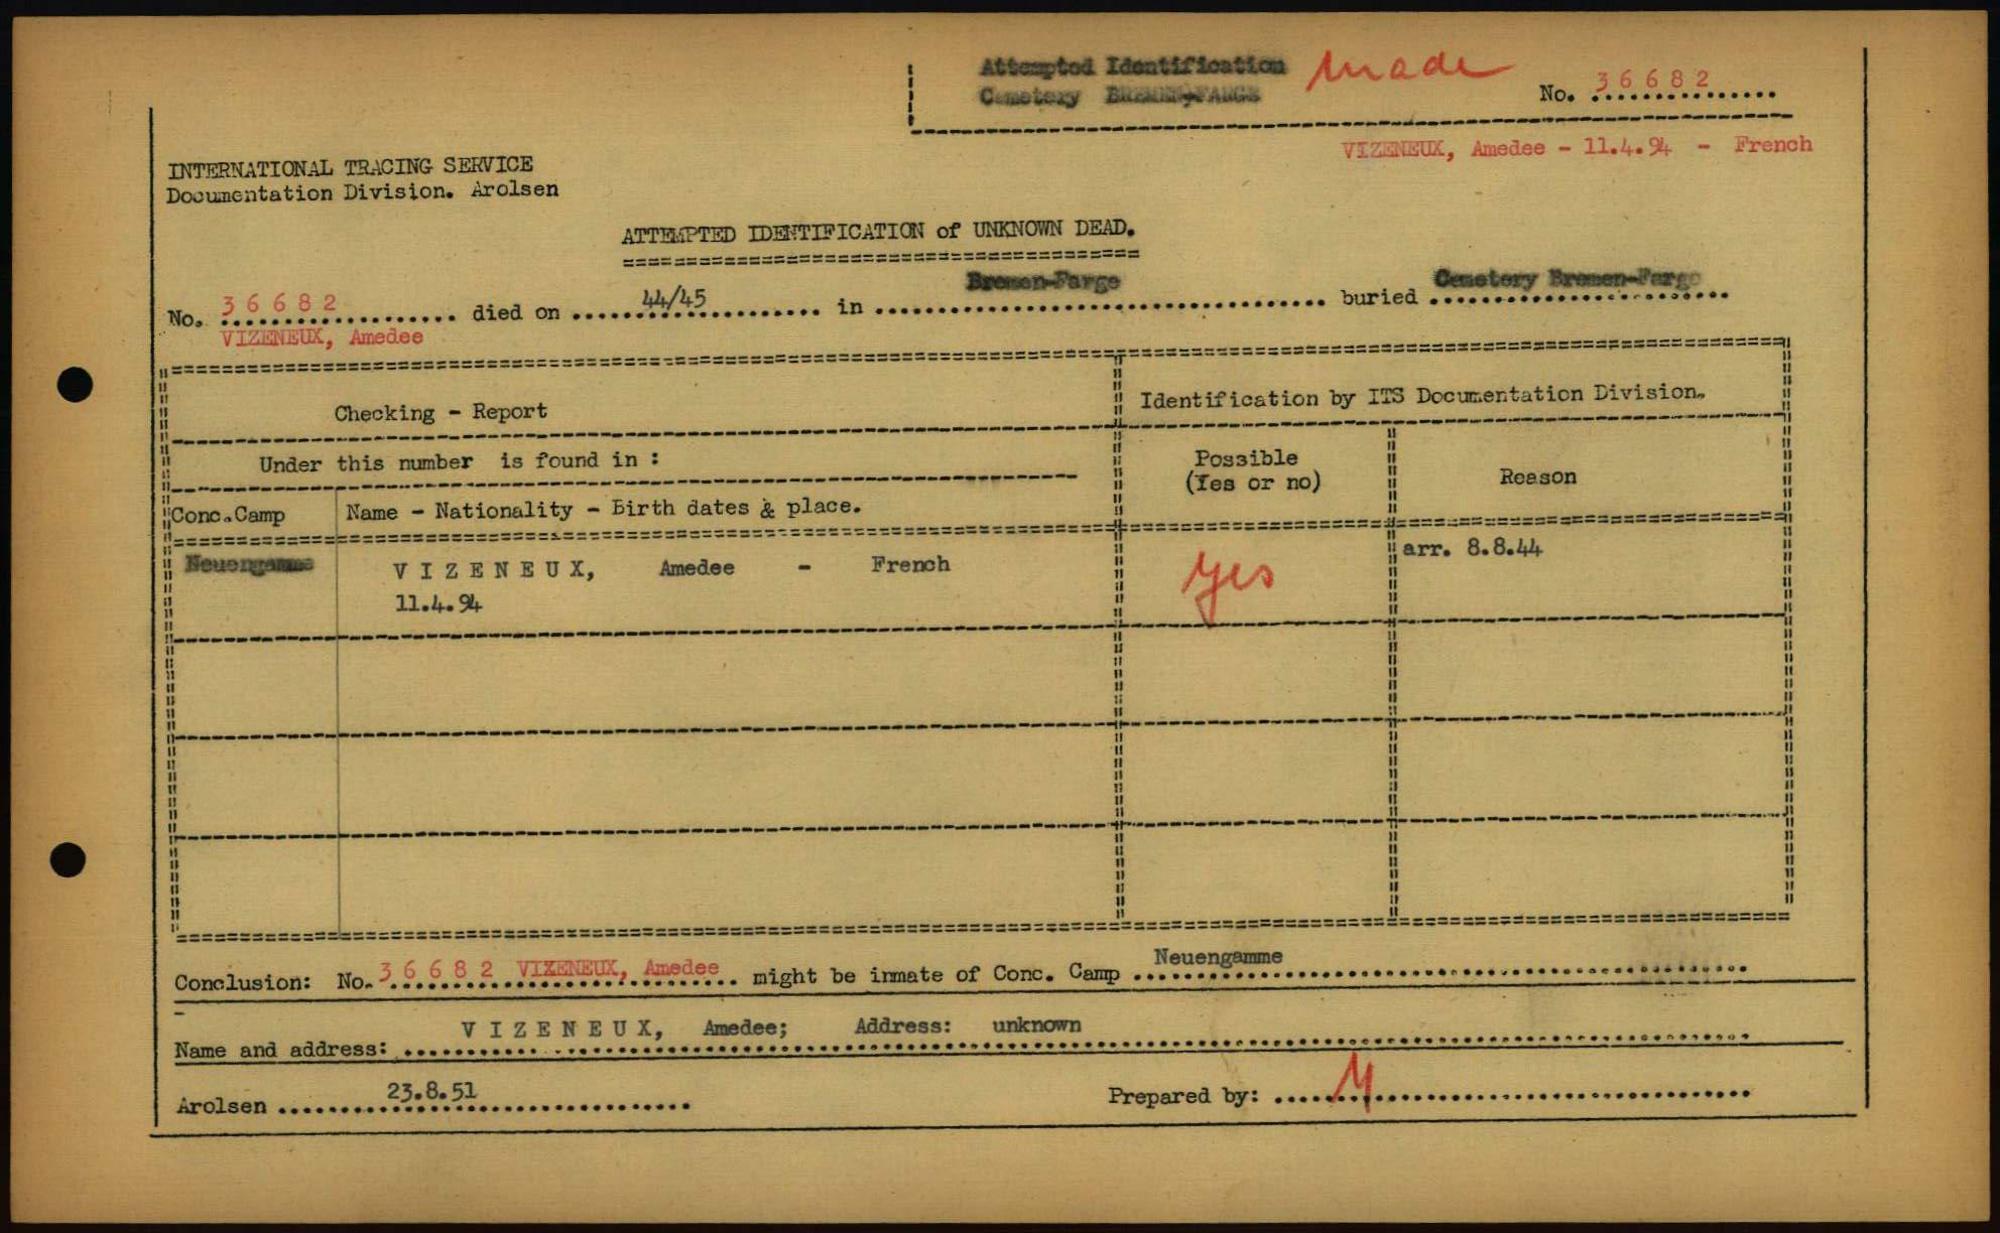 Attempted Identification made
Cemetery BREMEN-FARGE
No. 36682
VIZENEUX, Amedee - 11.4.94 - French
INTERNATIONAL TRACING SERVICE
Documentation Division. Arolsen
ATTEMPTED IDENTIFICATION of UNKNOWN DEAD.
No. 36682 died on 44/45 in Bremen-Farge buried Cemetery Bremen-Farge
VIZENEUX, Amedee
Checking - Report
Identification by ITS Documentation Division.
Under this number is found in :
Possible
(Yes or no)
Reason
Conc.Camp Name - Nationality - Birth dates & place.
Neuengamme V I Z E N E U X, Amedee - French yes arr. 8.8.44
11.4.94
Conclusion: No. 36682 VIZENEUX, Amedee might be inmate of Conc. Camp Neuengamme
Name and address: V I Z E N E U X, Amedee; Address: unknown
Arolsen 23.8.51 Prepared by: